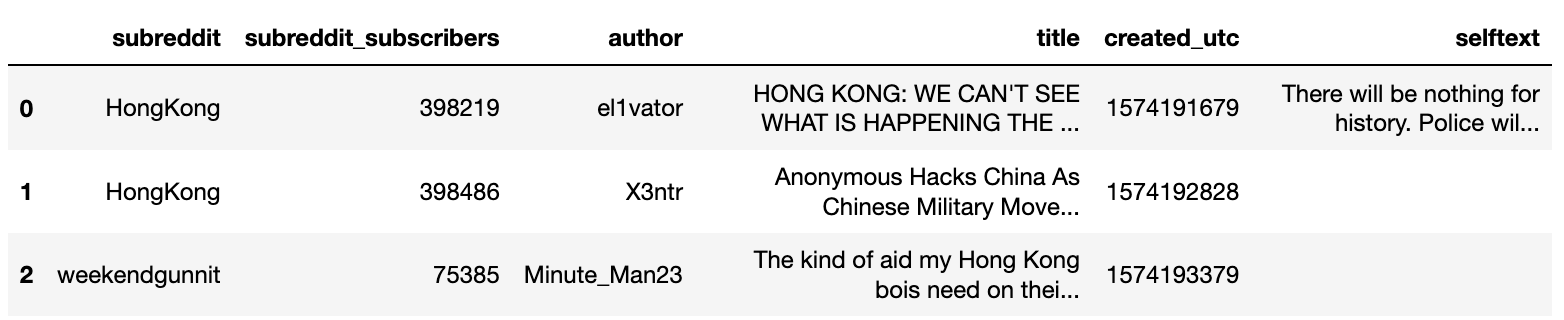 subreddit subreddit_subscribers author title created_utc selftext
0 HongKong 398219 el1vator HONG KONG: WE CAN'T SEE WHAT IS HAPPENING THE ... 1574191679 There will be nothing for history. Police wil...
1 HongKong 398486 X3ntr Anonymous Hacks China As Chinese Military Move... 1574192828
2 weekendgunnit 75385 Minute_Man23 The kind of aid my Hong Kong bois need on thei... 1574193379